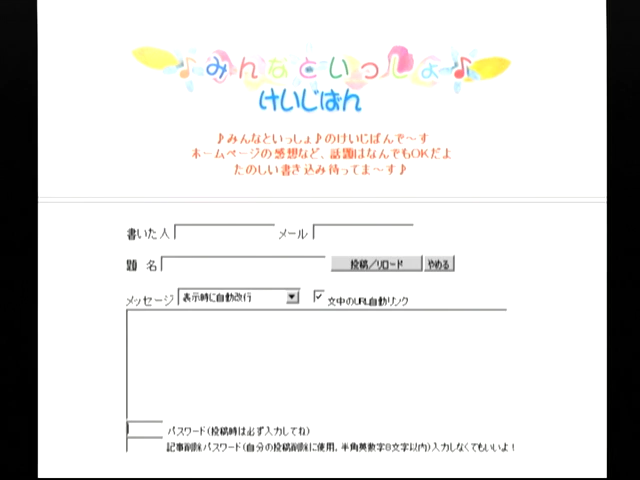 ♪みんなといっしょ♪
けいじばん
♪みんなといっしょ♪のけいじばんで〜す
ホームページの感想など、話題はなんでもOKだよ
たのしい書き込み待ってま〜す♪
書いた人 メール
題 名 投稿/リロード やめる
メッセージ 表示時に自動改行 文中のURL自動リンク
パスワード(投稿時は必ず入力してね)
記事削除パスワード(自分の投稿削除に使用、半角英数字8文字以内)入力しなくてもいいよ!